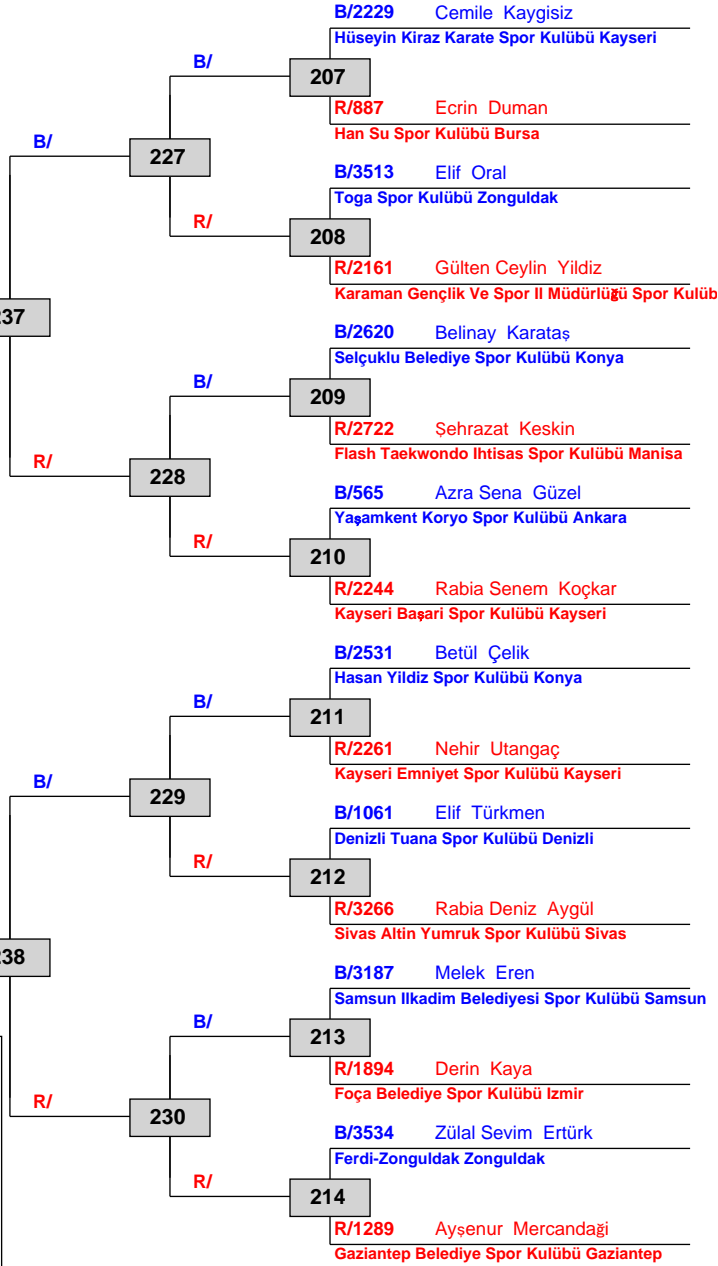 B/2229 Cemile Kaygisiz
Hüseyin Kiraz Karate Spor Kulübü Kayseri
B/
207
R/887 Ecrin Duman
Han Su Spor Kulübü Bursa
B/
227
B/3513 Elif Oral
Toga Spor Kulübü Zonguldak
R/
208
R/2161 Gülten Ceylin Yildiz
Karaman Gençlik Ve Spor Il Müdürlüğü Spor Kulüb
37
B/2620 Belinay Karataş
Selçuklu Belediye Spor Kulübü Konya
B/
209
R/2722 Şehrazat Keskin
Flash Taekwondo Ihtisas Spor Kulübü Manisa
R/
228
B/565 Azra Sena Güzel
Yaşamkent Koryo Spor Kulübü Ankara
R/
210
R/2244 Rabia Senem Koçkar
Kayseri Başari Spor Kulübü Kayseri
B/2531 Betül Çelik
Hasan Yildiz Spor Kulübü Konya
B/
211
R/2261 Nehir Utangaç
Kayseri Emniyet Spor Kulübü Kayseri
B/
229
B/1061 Elif Türkmen
Denizli Tuana Spor Kulübü Denizli
R/
212
R/3266 Rabia Deniz Aygül
Sivas Altin Yumruk Spor Kulübü Sivas
38
B/3187 Melek Eren
Samsun Ilkadim Belediyesi Spor Kulübü Samsun
B/
213
R/1894 Derin Kaya
Foça Belediye Spor Kulübü Izmir
R/
230
B/3534 Zülal Sevim Ertürk
Ferdi-Zonguldak Zonguldak
R/
214
R/1289 Ayşenur Mercandaği
Gaziantep Belediye Spor Kulübü Gaziantep